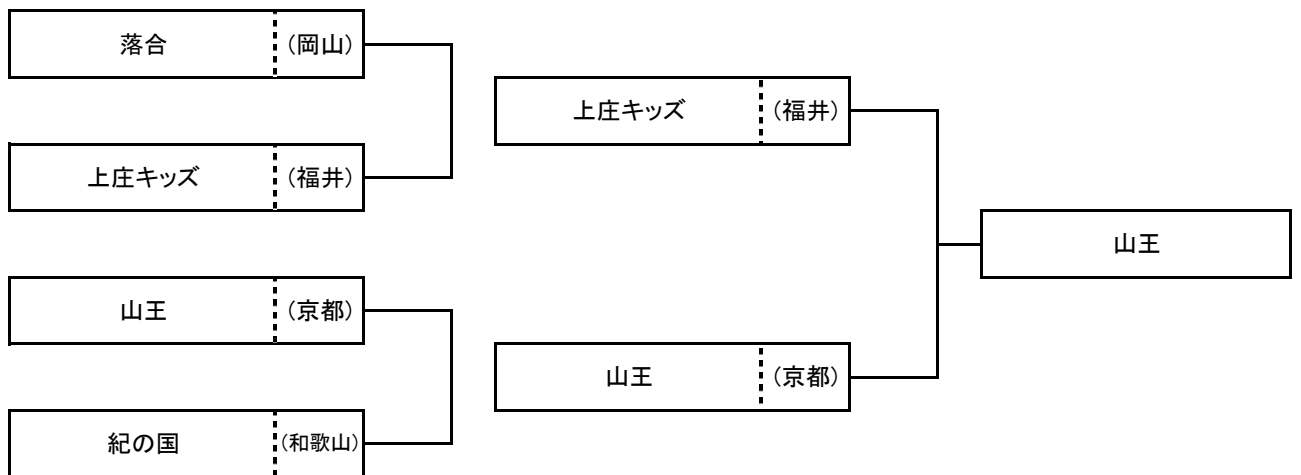 落合 (岡山)
上庄キッズ (福井)
山王 (京都)
紀の国 (和歌山)
上庄キッズ (福井)
山王 (京都)
山王